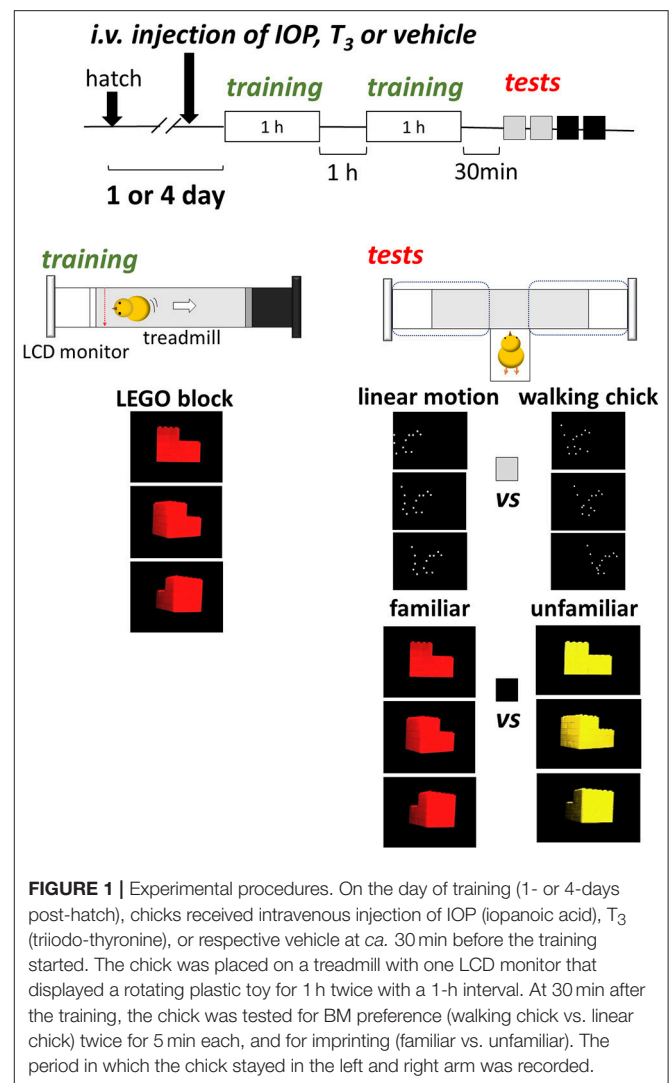 i.v. injection of IOP, T3 or vehicle
hatch
training
training
tests
1 h
1 h
1 h
30min
1 or 4 day
training
tests
LCD monitor
treadmill
LEGO block
linear motion
walking chick
vs
familiar
unfamiliar
vs
FIGURE 1 | Experimental procedures. On the day of training (1- or 4-days
post-hatch), chicks received intravenous injection of IOP (iopanoic acid), T3
(triiodo-thyronine), or respective vehicle at ca. 30 min before the training
started. The chick was placed on a treadmill with one LCD monitor that
displayed a rotating plastic toy for 1 h twice with a 1-h interval. At 30 min after
the training, the chick was tested for BM preference (walking chick vs. linear
chick) twice for 5 min each, and for imprinting (familiar vs. unfamiliar). The
period in which the chick stayed in the left and right arm was recorded.